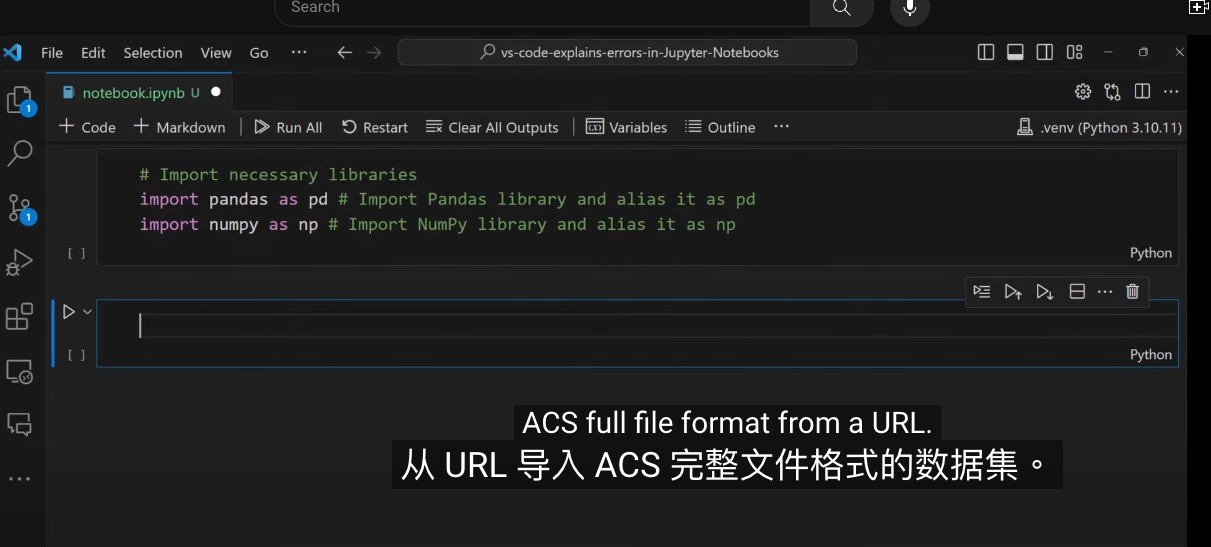 Search
File Edit Selection View Go ··· vs-code-explains-errors-in-Jupyter-Notebooks
1
notebook.ipynb U
+ Code + Markdown Run All Restart Clear All Outputs Variables Outline ··· .venv (Python 3.10.11)
# Import necessary libraries
import pandas as pd # Import Pandas library and alias it as pd
import numpy as np # Import NumPy library and alias it as np
1
[ ] Python
[ ] Python
ACS full file format from a URL.
从 URL 导入 ACS 完整文件格式的数据集。